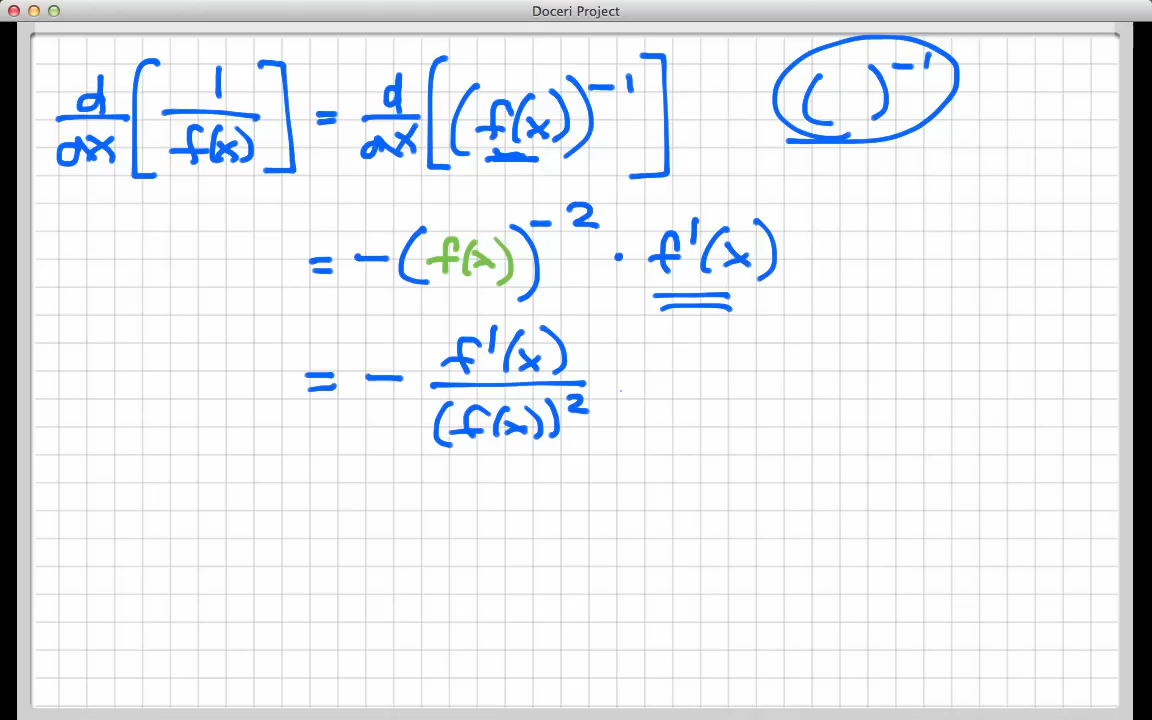 Doceri Project
d/dx [ 1/f(x) ] = d/dx [ (f(x))⁻¹ ] ( )⁻¹
= -(f(x))⁻² · f'(x)
= - f'(x)/(f(x))²